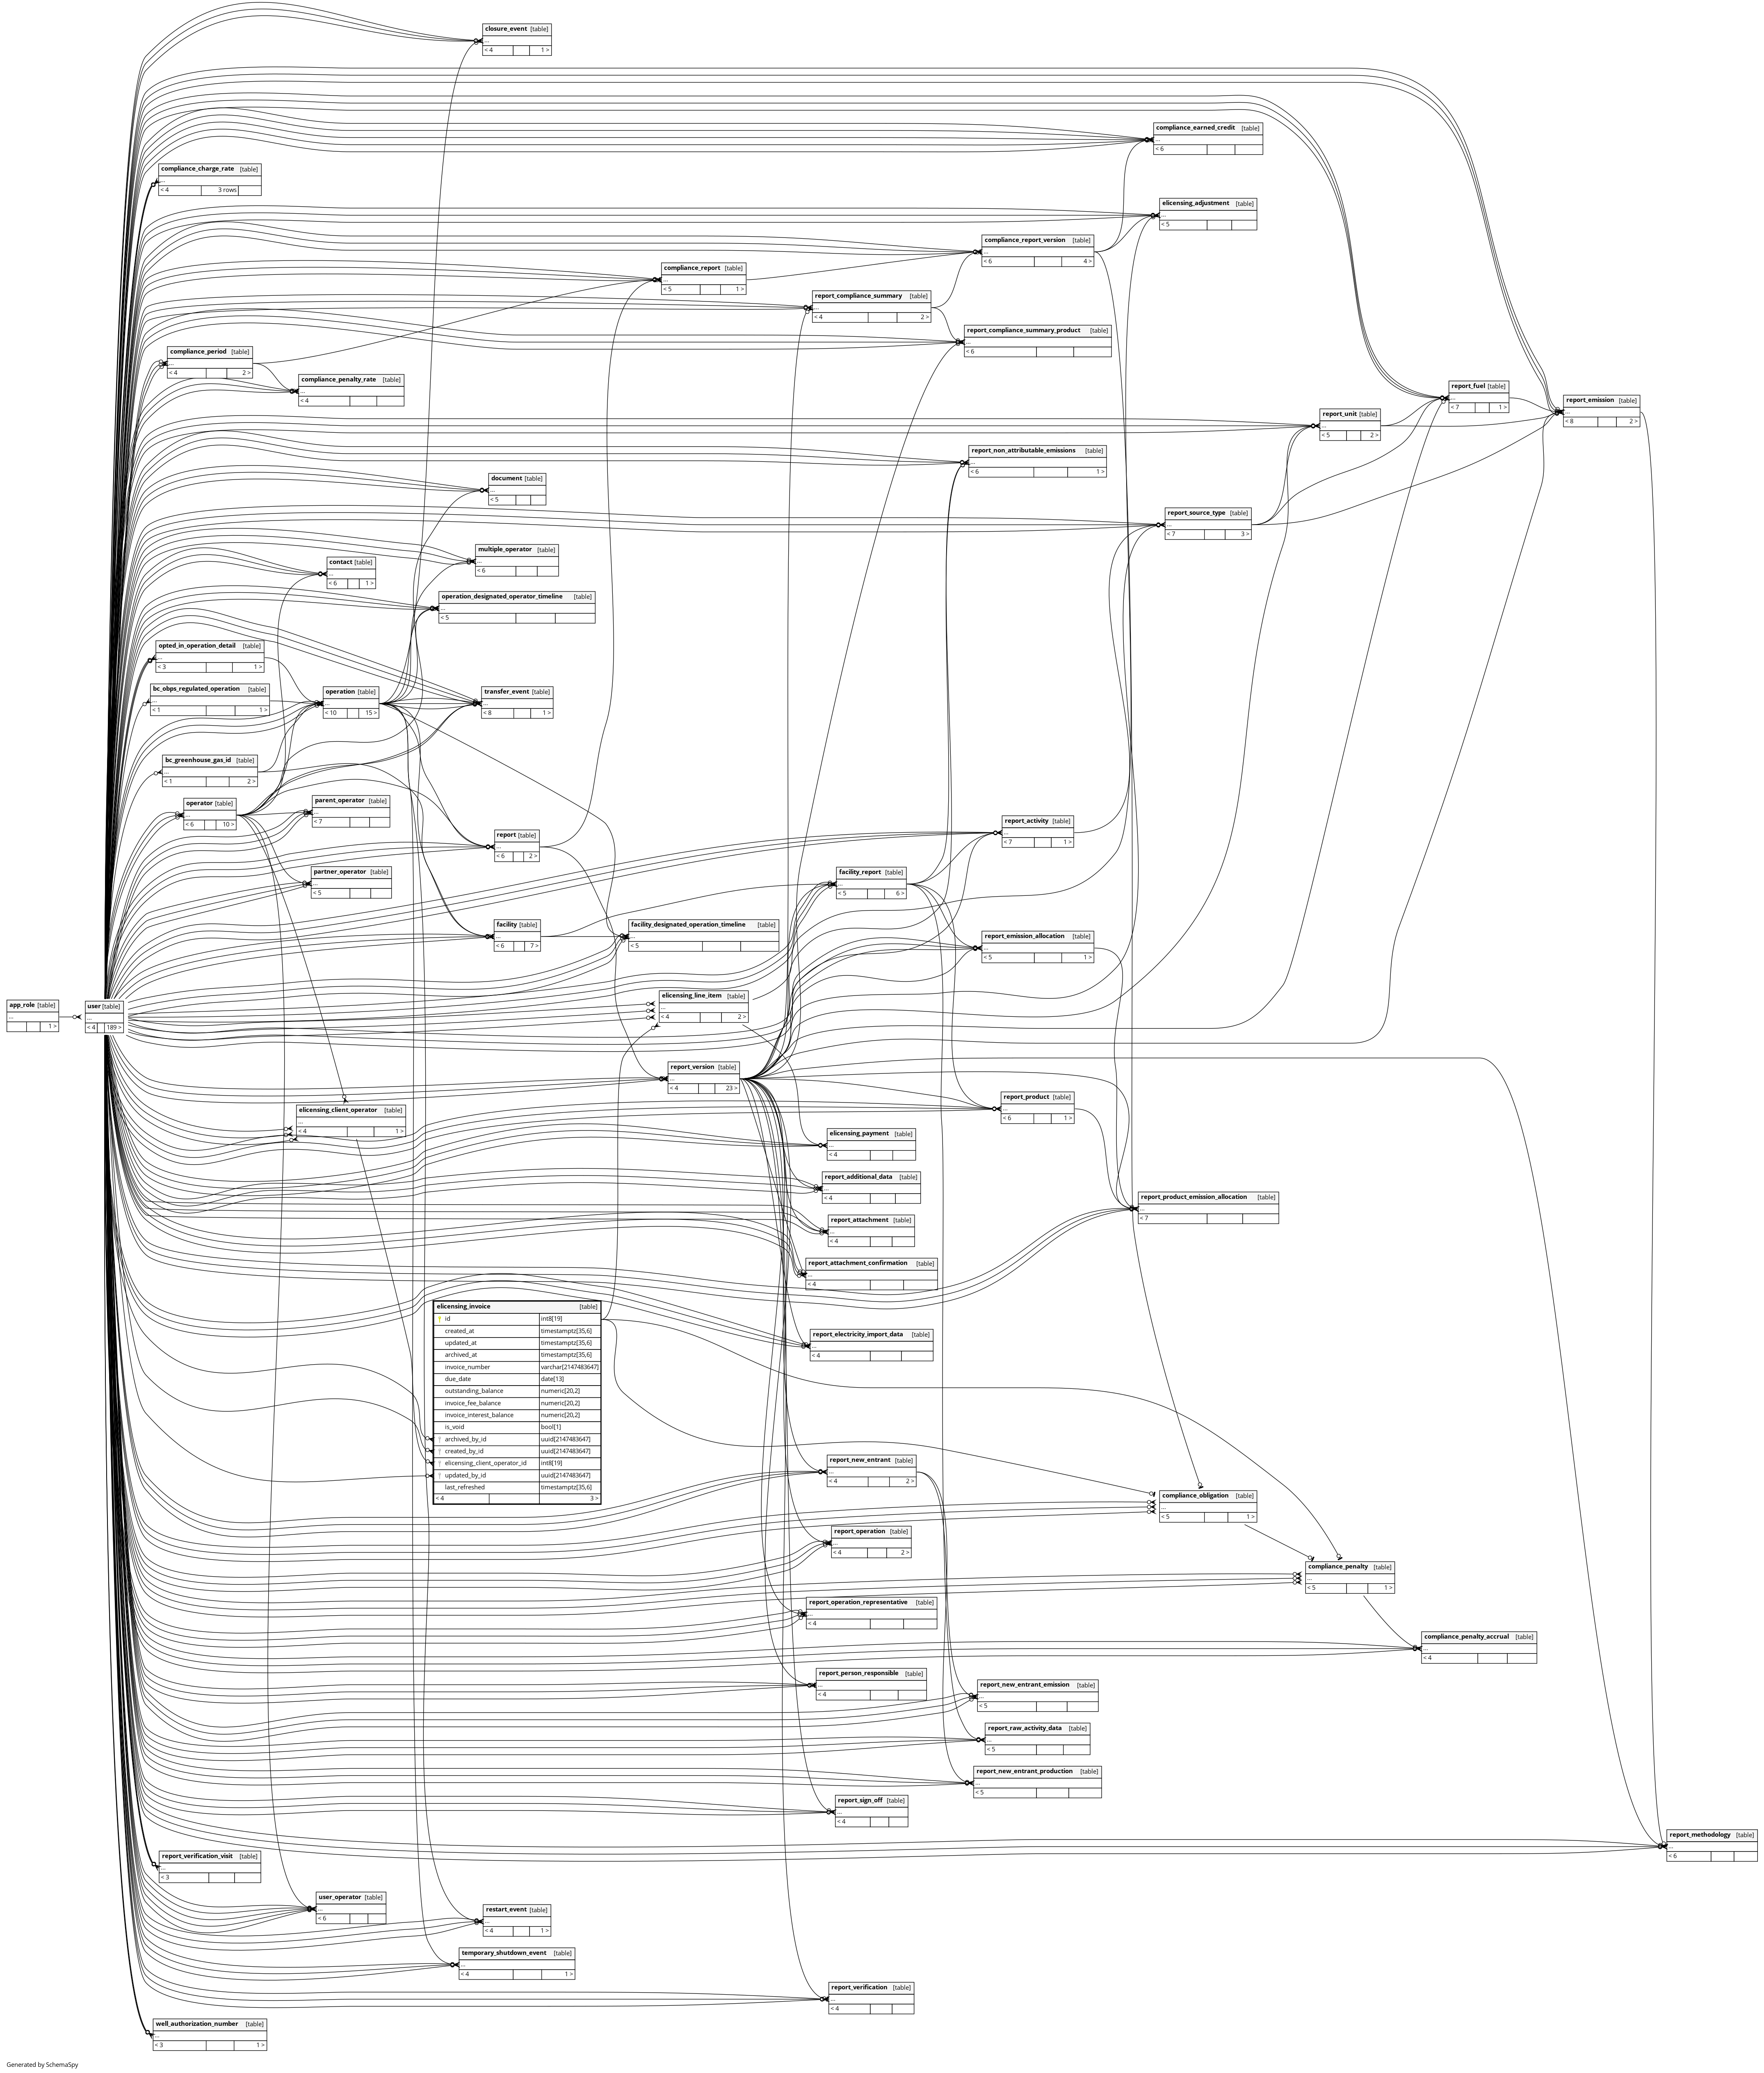 closure_event [table]
...
< 4 1 >
compliance_earned_credit [table]
...
< 6
compliance_charge_rate [table]
...
< 4 3 rows
elicensing_adjustment [table]
...
< 5
compliance_report_version [table]
...
< 6 4 >
compliance_report [table]
...
< 5 1 >
report_compliance_summary [table]
...
< 4 2 >
report_compliance_summary_product [table]
...
< 6
compliance_period [table]
...
< 4 2 >
compliance_penalty_rate [table]
...
< 4
report_fuel [table]
...
< 7 1 >
report_emission [table]
...
< 8 2 >
report_unit [table]
...
< 5 2 >
report_non_attributable_emissions [table]
...
< 6 1 >
document [table]
...
< 5
report_source_type [table]
...
< 7 3 >
multiple_operator [table]
...
< 6
contact [table]
...
< 6 1 >
operation_designated_operator_timeline [table]
...
< 5
opted_in_operation_detail [table]
...
< 3 1 >
bc_obps_regulated_operation [table]
...
< 1 1 >
operation [table]
...
< 10 15 >
transfer_event [table]
...
< 8 1 >
bc_greenhouse_gas_id [table]
...
< 1 2 >
operator [table]
...
< 6 10 >
parent_operator [table]
...
< 7
report_activity [table]
...
< 7 1 >
report [table]
...
< 6 2 >
partner_operator [table]
...
< 5
facility_report [table]
...
< 5 6 >
facility [table]
...
< 6 7 >
facility_designated_operation_timeline [table]
...
< 5
report_emission_allocation [table]
...
< 5 1 >
app_role [table]
...
1 >
user [table]
...
< 4 189 >
elicensing_line_item [table]
...
< 4 2 >
report_version [table]
...
< 4 23 >
report_product [table]
...
< 6 1 >
elicensing_client_operator [table]
...
< 4 1 >
elicensing_payment [table]
...
< 4
report_additional_data [table]
...
< 4
report_product_emission_allocation [table]
...
< 7
report_attachment [table]
...
< 4
report_attachment_confirmation [table]
...
< 4
elicensing_invoice [table]
id int8[19]
created_at timestamptz[35,6]
updated_at timestamptz[35,6]
archived_at timestamptz[35,6]
invoice_number varchar[2147483647]
due_date date[13]
outstanding_balance numeric[20,2]
invoice_fee_balance numeric[20,2]
invoice_interest_balance numeric[20,2]
is_void bool[1]
archived_by_id uuid[2147483647]
created_by_id uuid[2147483647]
elicensing_client_operator_id int8[19]
updated_by_id uuid[2147483647]
last_refreshed timestamptz[35,6]
< 4 3 >
report_electricity_import_data [table]
...
< 4
report_new_entrant [table]
...
< 4 2 >
compliance_obligation [table]
...
< 5 1 >
report_operation [table]
...
< 4 2 >
compliance_penalty [table]
...
< 5 1 >
report_operation_representative [table]
...
< 4
compliance_penalty_accrual [table]
...
< 4
report_person_responsible [table]
...
< 4
report_new_entrant_emission [table]
...
< 5
report_raw_activity_data [table]
...
< 5
report_new_entrant_production [table]
...
< 5
report_sign_off [table]
...
< 4
report_methodology [table]
...
< 6
report_verification_visit [table]
...
< 3
user_operator [table]
...
< 6
restart_event [table]
...
< 4 1 >
temporary_shutdown_event [table]
...
< 4 1 >
report_verification [table]
...
< 4
well_authorization_number [table]
...
< 3 1 >
Generated by SchemaSpy